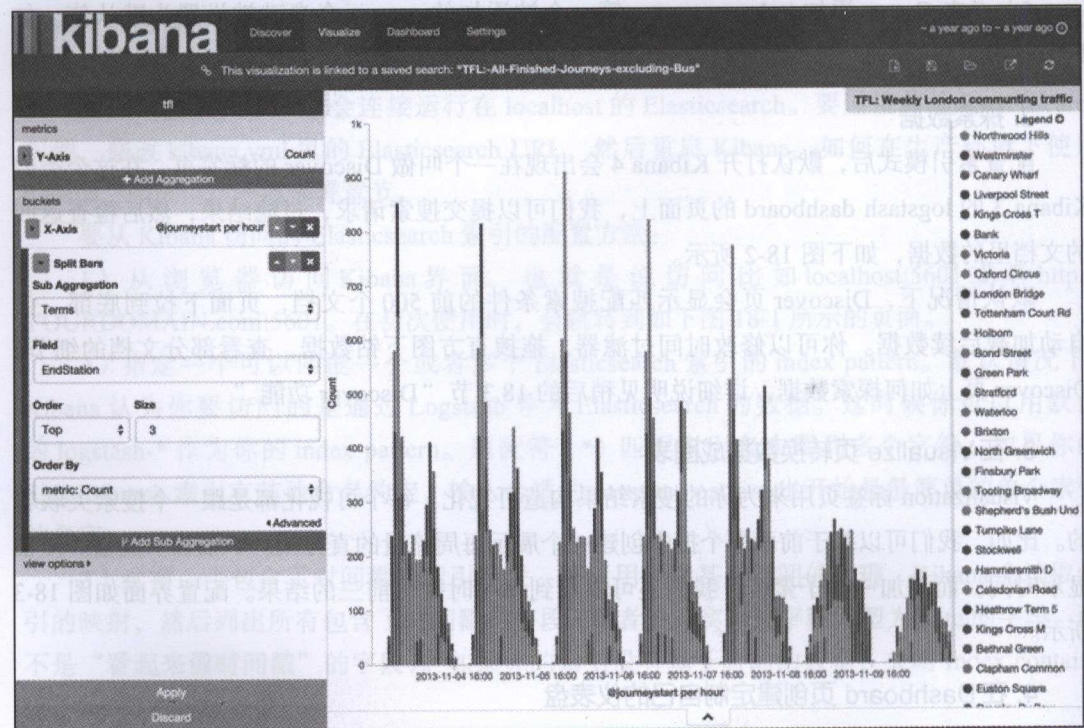 kibana
Discover Visualize Dashboard Settings
~ a year ago to ~ a year ago
This visualization is linked to a saved search: "TFL:-All-Finished-Journeys-excluding-Bus"
tfl
metrics
Y-Axis Count
+ Add Aggregation
buckets
X-Axis @journeystart per hour
Split Bars
Sub Aggregation
Terms
Field
EndStation
Order Size
Top 3
Order By
metric: Count
Advanced
Add Sub Aggregation
view options
Apply
Discard
TFL: Weekly London communting traffic
Legend
Northwood Hills
Westminster
Canary Wharf
Liverpool Street
Kings Cross T
Bank
Victoria
Oxford Circus
London Bridge
Tottenham Court Rd
Holborn
Bond Street
Green Park
Waterloo
Brixton
North Greenwich
Finsbury Park
Tooting Broadway
Shepherd's Bush Und
Turnpike Lane
Stockwell
Hammersmith D
Caledonian Road
Heathrow Term 5
Kings Cross
Bethnal Green
Clapham Common
Euston Square
1k
900
800
700
600
500
400
300
200
100
0
Count
2013-11-04 16:00
2013-11-05 16:00
2013-11-06 16:00
2013-11-07 16:00
2013-11-08 16:00
2013-11-09 16:00
@journeystart per hour